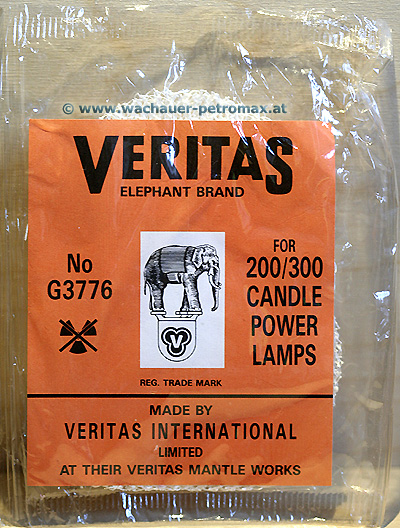 © www.wachauer-petromax.at
VERITAS
ELEPHANT BRAND
No
G3776
FOR
200/300
CANDLE
POWER
LAMPS
V
REG. TRADE MARK
MADE BY
VERITAS INTERNATIONAL
LIMITED
AT THEIR VERITAS MANTLE WORKS